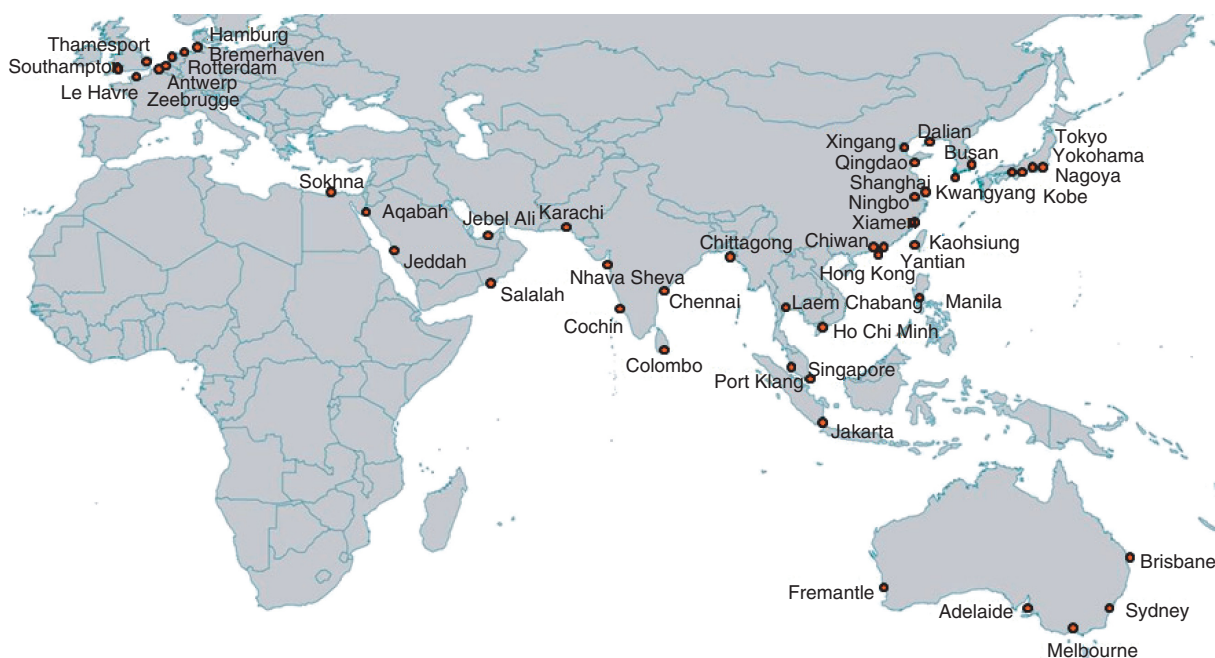 Hamburg
Thamesport
Bremerhaven
Southampton
Rotterdam
Le Havre
Antwerp
Zeebrugge
Dalian
Tokyo
Xingang
Busan
Yokohama
Qingdao
Nagoya
Sokhna
Shanghai
Kwangyang
Kobe
Ningbo
Aqabah
Jebel Ali
Karachi
Xiamen
Chittagong
Chiwan
Kaohsiung
Jeddah
Yantian
Hong Kong
Nhava Sheva
Salalah
Chennai
Laem Chabang
Manila
Cochin
Ho Chi Minh
Colombo
Singapore
Port Klang
Jakarta
Brisbane
Fremantle
Adelaide
Sydney
Melbourne